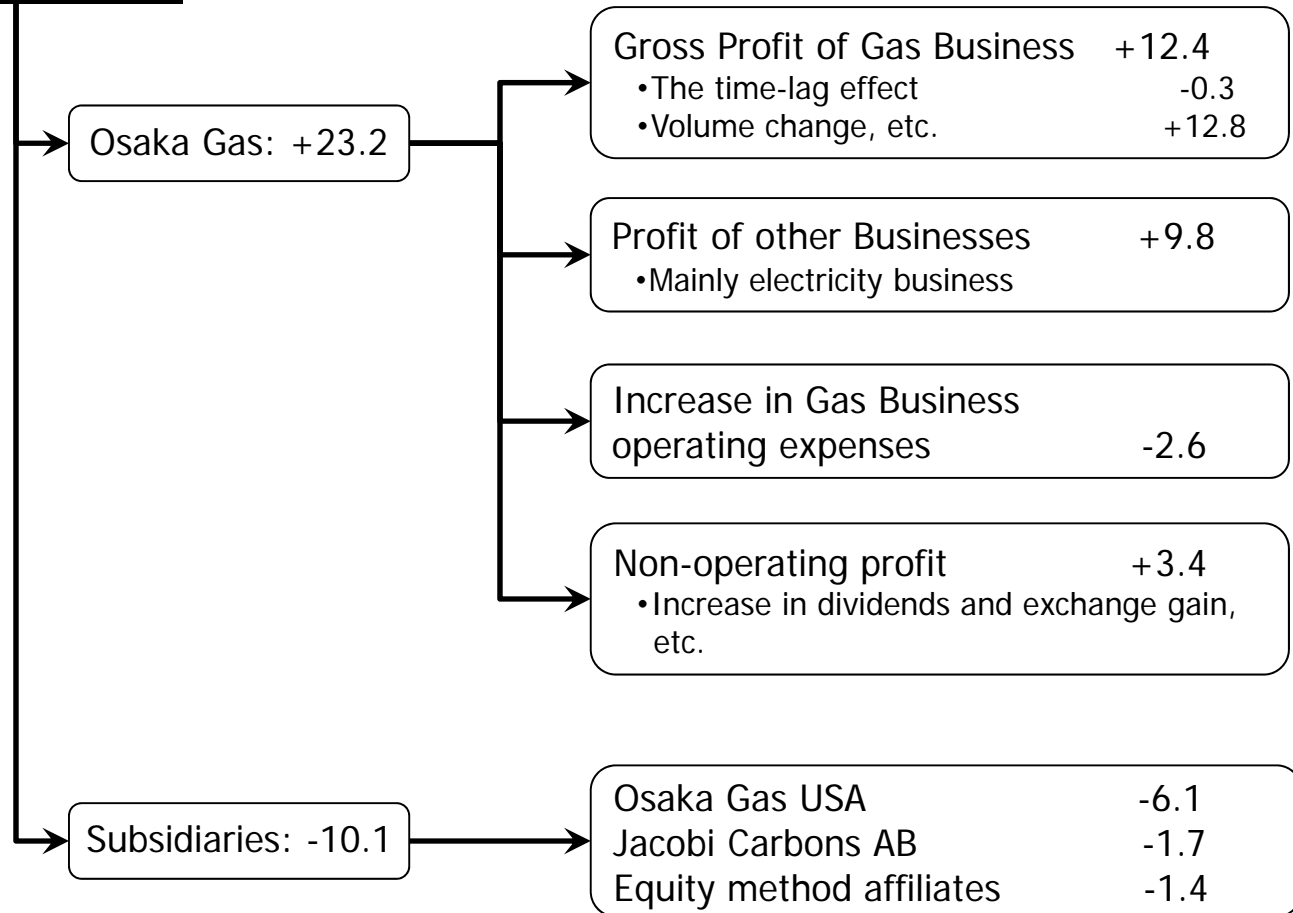 Gross Profit of Gas Business +12.4
•The time-lag effect -0.3
•Volume change, etc. +12.8
Osaka Gas: +23.2
Profit of other Businesses +9.8
•Mainly electricity business
Increase in Gas Business
operating expenses -2.6
Non-operating profit +3.4
•Increase in dividends and exchange gain,
etc.
Subsidiaries: -10.1
Osaka Gas USA -6.1
Jacobi Carbons AB -1.7
Equity method affiliates -1.4